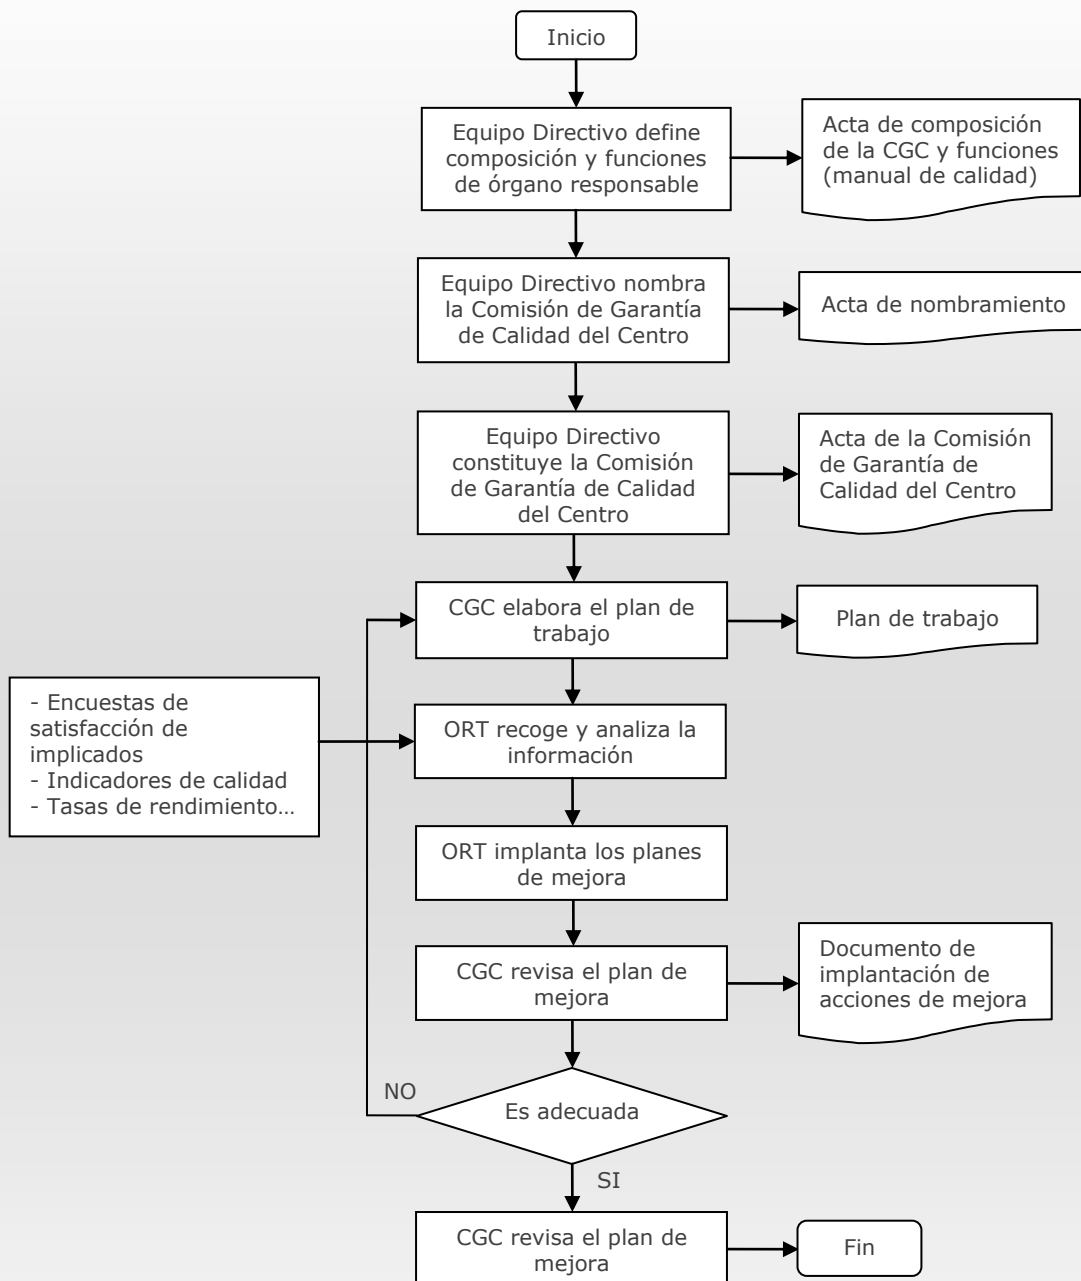 Inicio
Equipo Directivo define
composición y funciones
de órgano responsable
Acta de composición
de la CGC y funciones
(manual de calidad)
Equipo Directivo nombra
la Comisión de Garantía
de Calidad del Centro
Acta de nombramiento
Equipo Directivo
constituye la Comisión
de Garantía de Calidad
del Centro
Acta de la Comisión
de Garantía de
Calidad del Centro
CGC elabora el plan de
trabajo
Plan de trabajo
- Encuestas de
satisfacción de
implicados
- Indicadores de calidad
- Tasas de rendimiento…
ORT recoge y analiza la
información
ORT implanta los planes
de mejora
CGC revisa el plan de
mejora
Documento de
implantación de
acciones de mejora
NO
Es adecuada
SI
CGC revisa el plan de
mejora
Fin